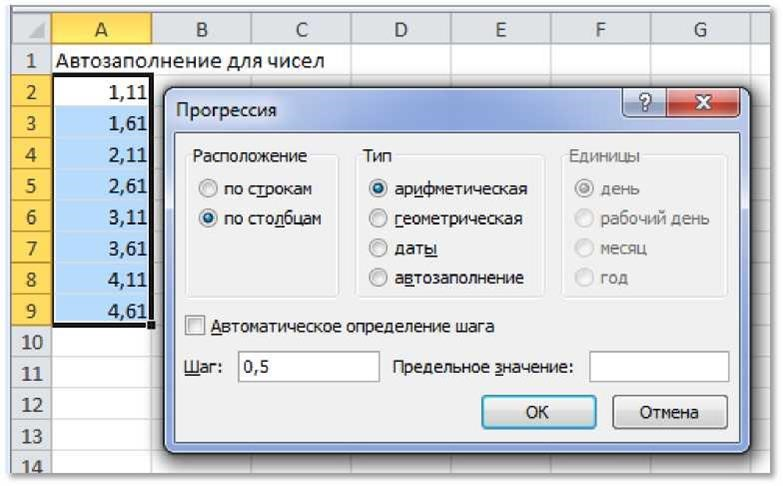 A B C D E F G
1 Автозаполнение для чисел
2 1,11
3 1,61
4 2,11
5 2,61
6 3,11
7 3,61
8 4,11
9 4,61
10
11
12
13
14
Прогрессия
?
Расположение
по строкам
по столбцам
Тип
арифметическая
геометрическая
даты
автозаполнение
Единицы
день
рабочий день
месяц
год
Автоматическое определение шага
Шаг: 0,5 Предельное значение:
ОК Отмена